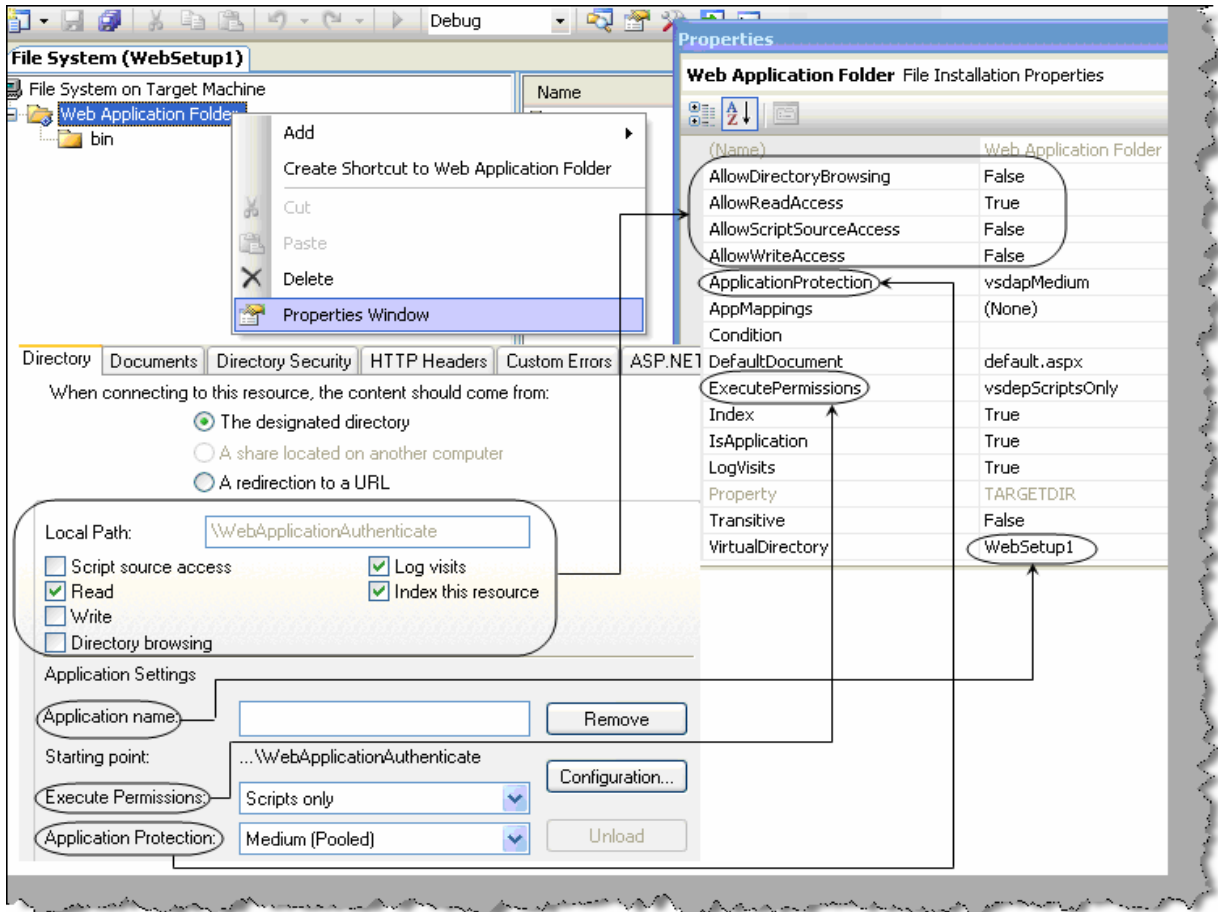 Debug
File System (WebSetup1)
File System on Target Machine
Web Application Folder
bin
Name
Add
Create Shortcut to Web Application Folder
Cut
Paste
Delete
Properties Window
Properties
Web Application Folder File Installation Properties
(Name) Web Application Folder
AllowDirectoryBrowsing False
AllowReadAccess True
AllowScriptSourceAccess False
AllowWriteAccess False
ApplicationProtection vsdapMedium
AppMappings (None)
Condition
DefaultDocument default.aspx
ExecutePermissions vsdepScriptsOnly
Index True
IsApplication True
LogVisits True
Property TARGETDIR
Transitive False
VirtualDirectory WebSetup1
Directory Documents Directory Security HTTP Headers Custom Errors ASP.NET
When connecting to this resource, the content should come from:
The designated directory
A share located on another computer
A redirection to a URL
Local Path: \WebApplicationAuthenticate
Script source access Log visits
Read Index this resource
Write
Directory browsing
Application Settings
Application name: Remove
Starting point: ...\WebApplicationAuthenticate
Configuration...
Execute Permissions: Scripts only
Application Protection: Medium (Pooled) Unload